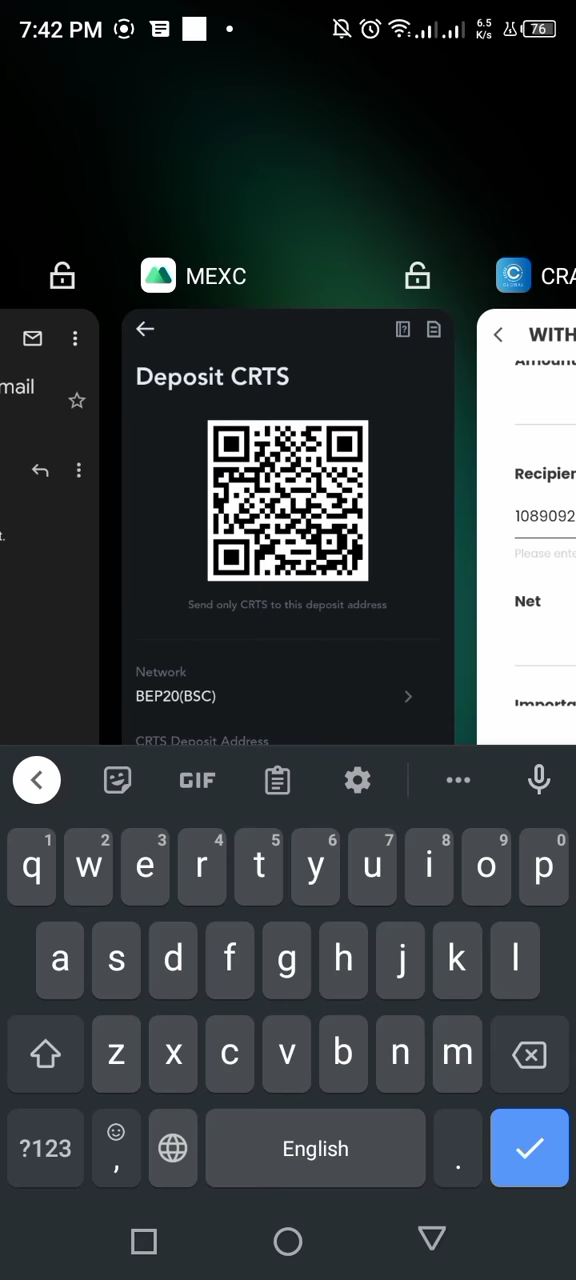 7:42 PM
6.5
K/s
76
MEXC
CRA
mail
t.
Deposit CRTS
Send only CRTS to this deposit address
Network
BEP20(BSC)
CRTS Deposit Address
WITH
Amount
Recipien
1089092
Please ente
Net
Importa
GIF
1 2 3 4 5 6 7 8 9 0
q w e r t y u i o p
a s d f g h j k l
z x c v b n m
?123 , English .